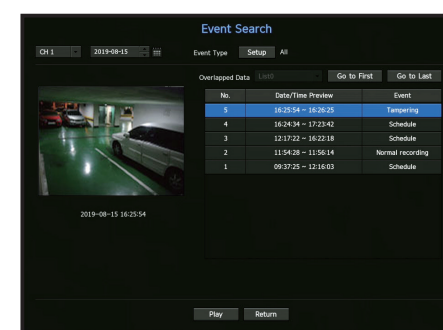 Event Search
CH 1 2019-08-15 Event Type Setup All
Overlapped Data List0 Go to First Go to Last
No. Date/Time Preview Event
5 16:25:54 ~ 16:26:25 Tampering
4 16:24:34 ~ 17:23:42 Schedule
3 12:17:22 ~ 16:22:18 Schedule
2 11:54:28 ~ 11:56:14 Normal recording
1 09:37:25 ~ 12:16:03 Schedule
2019-08-15 16:25:54
Play Return